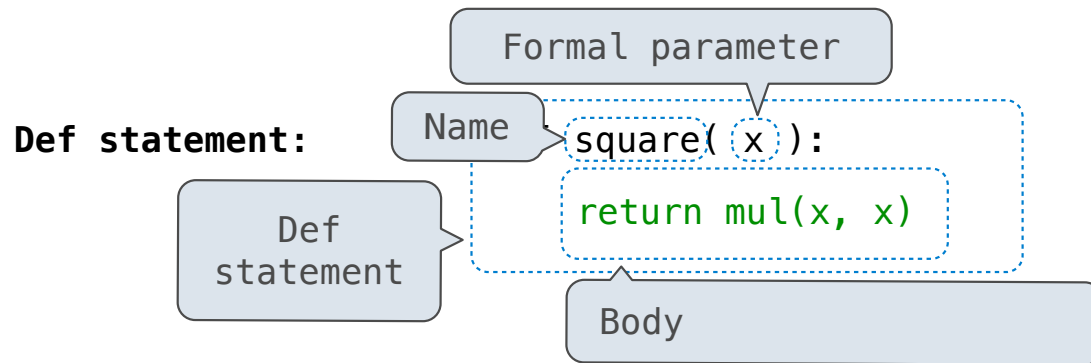 Formal parameter
Def statement: Name square( x ):
Def
statement
return mul(x, x)
Body